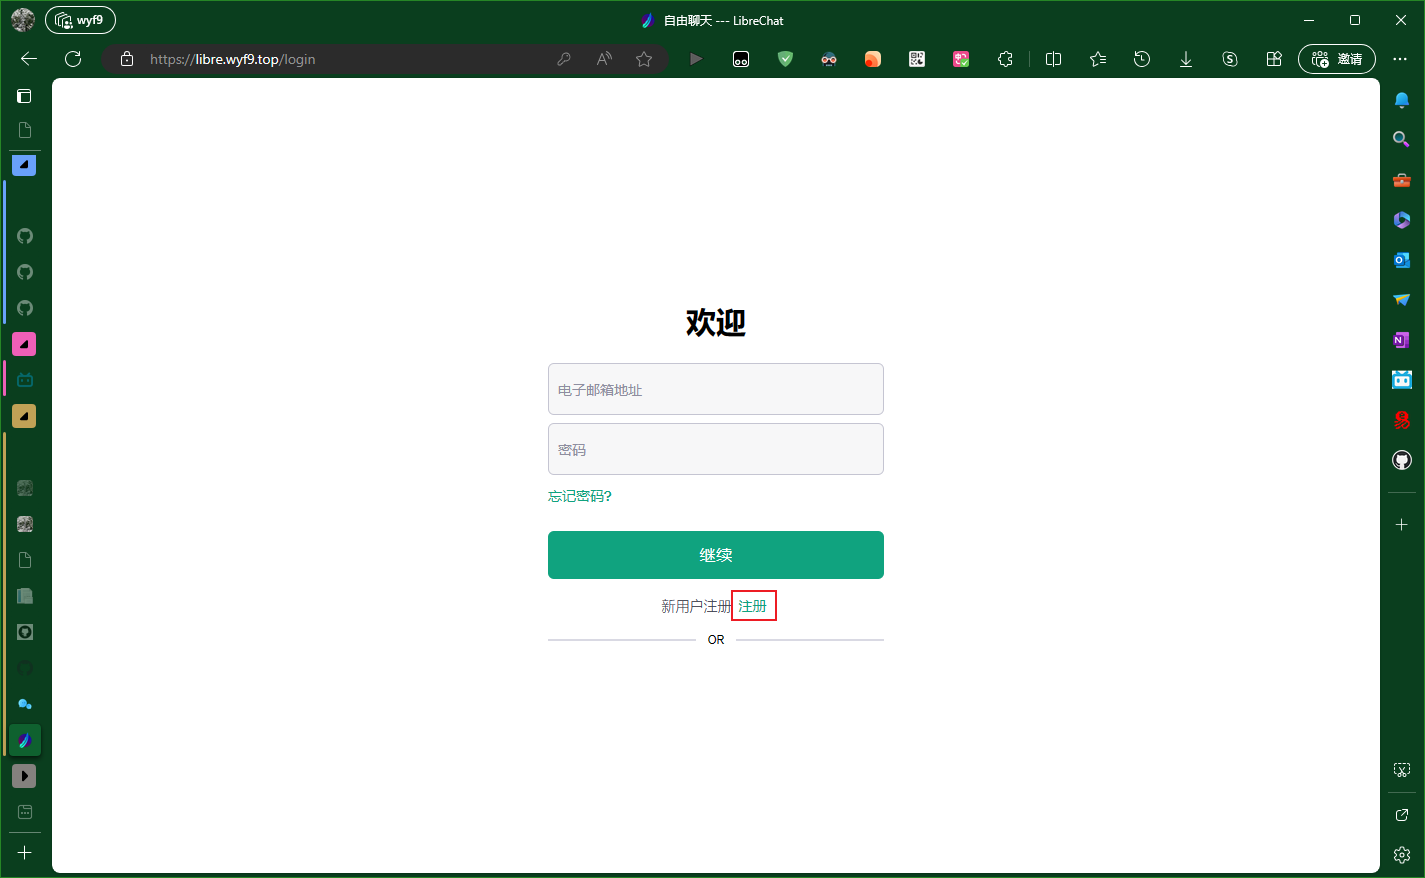 wyf9
自由聊天 --- LibreChat
https://libre.wyf9.top/login
邀请
欢迎
电子邮箱地址
密码
忘记密码?
继续
新用户注册 注册
OR